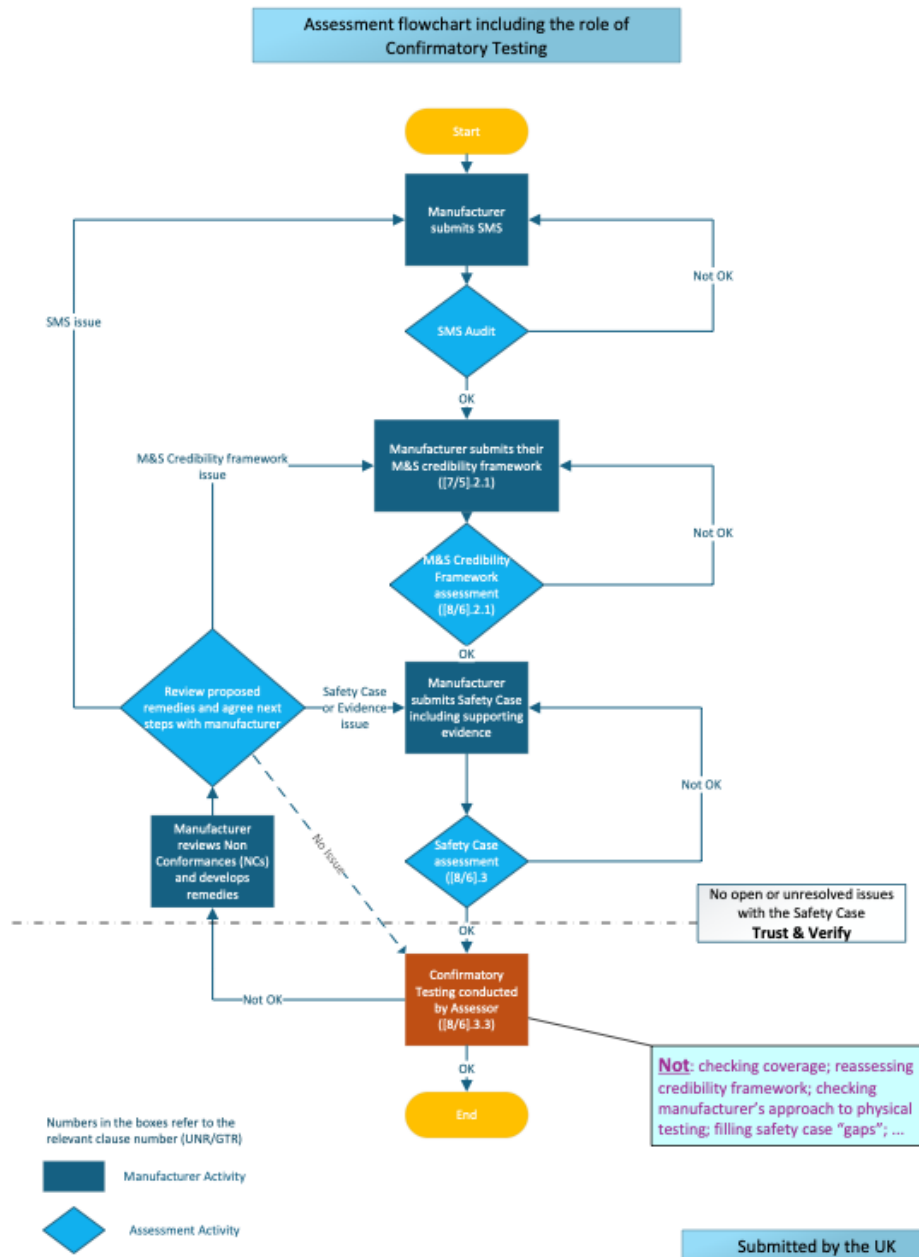 Assessment flowchart including the role of
Confirmatory Testing
Start
Manufacturer
submits SMS
Not OK
SMS issue
SMS Audit
OK
M&S Credibility framework
issue
Manufacturer submits their
M&S credibility framework
([7/5].2.1)
Not OK
M&S Credibility
Framework
assessment
([8/6].2.1)
OK
Review proposed
remedies and agree next
steps with manufacturer
Safety Case
or Evidence
issue
Manufacturer
submits Safety Case
including supporting
evidence
Not OK
Manufacturer
reviews Non
Conformances (NCs)
and develops
remedies
No Issue
Safety Case
assessment
([8/6].3
No open or unresolved issues
with the Safety Case
Trust & Verify
OK
Confirmatory
Testing conducted
by Assessor
([8/6].3.3)
Not OK
OK
Not: checking coverage; reassessing
credibility framework; checking
manufacturer's approach to physical
testing; filling safety case "gaps"; ...
End
Numbers in the boxes refer to the
relevant clause number (UNR/GTR)
Manufacturer Activity
Assessment Activity
Submitted by the UK